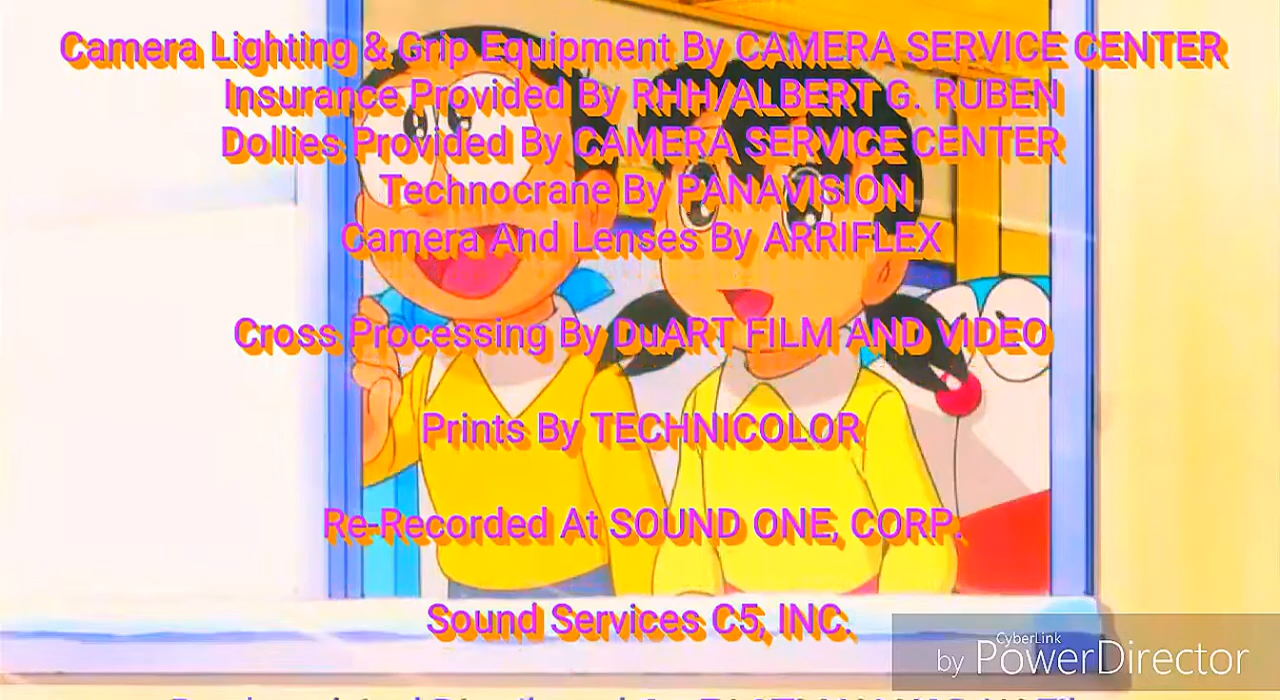 Camera Lighting & Grip Equipment By CAMERA SERVICE CENTER
Insurance Provided By RHH/ALBERT G. RUBEN
Dollies Provided By CAMERA SERVICE CENTER
Technocrane By PANAVISION
Camera And Lenses By ARRIFLEX
Cross Processing By DuART FILM AND VIDEO
Prints By TECHNICOLOR
Re-Recorded At SOUND ONE, CORP.
Sound Services C5, INC.
by CyberLink PowerDirector